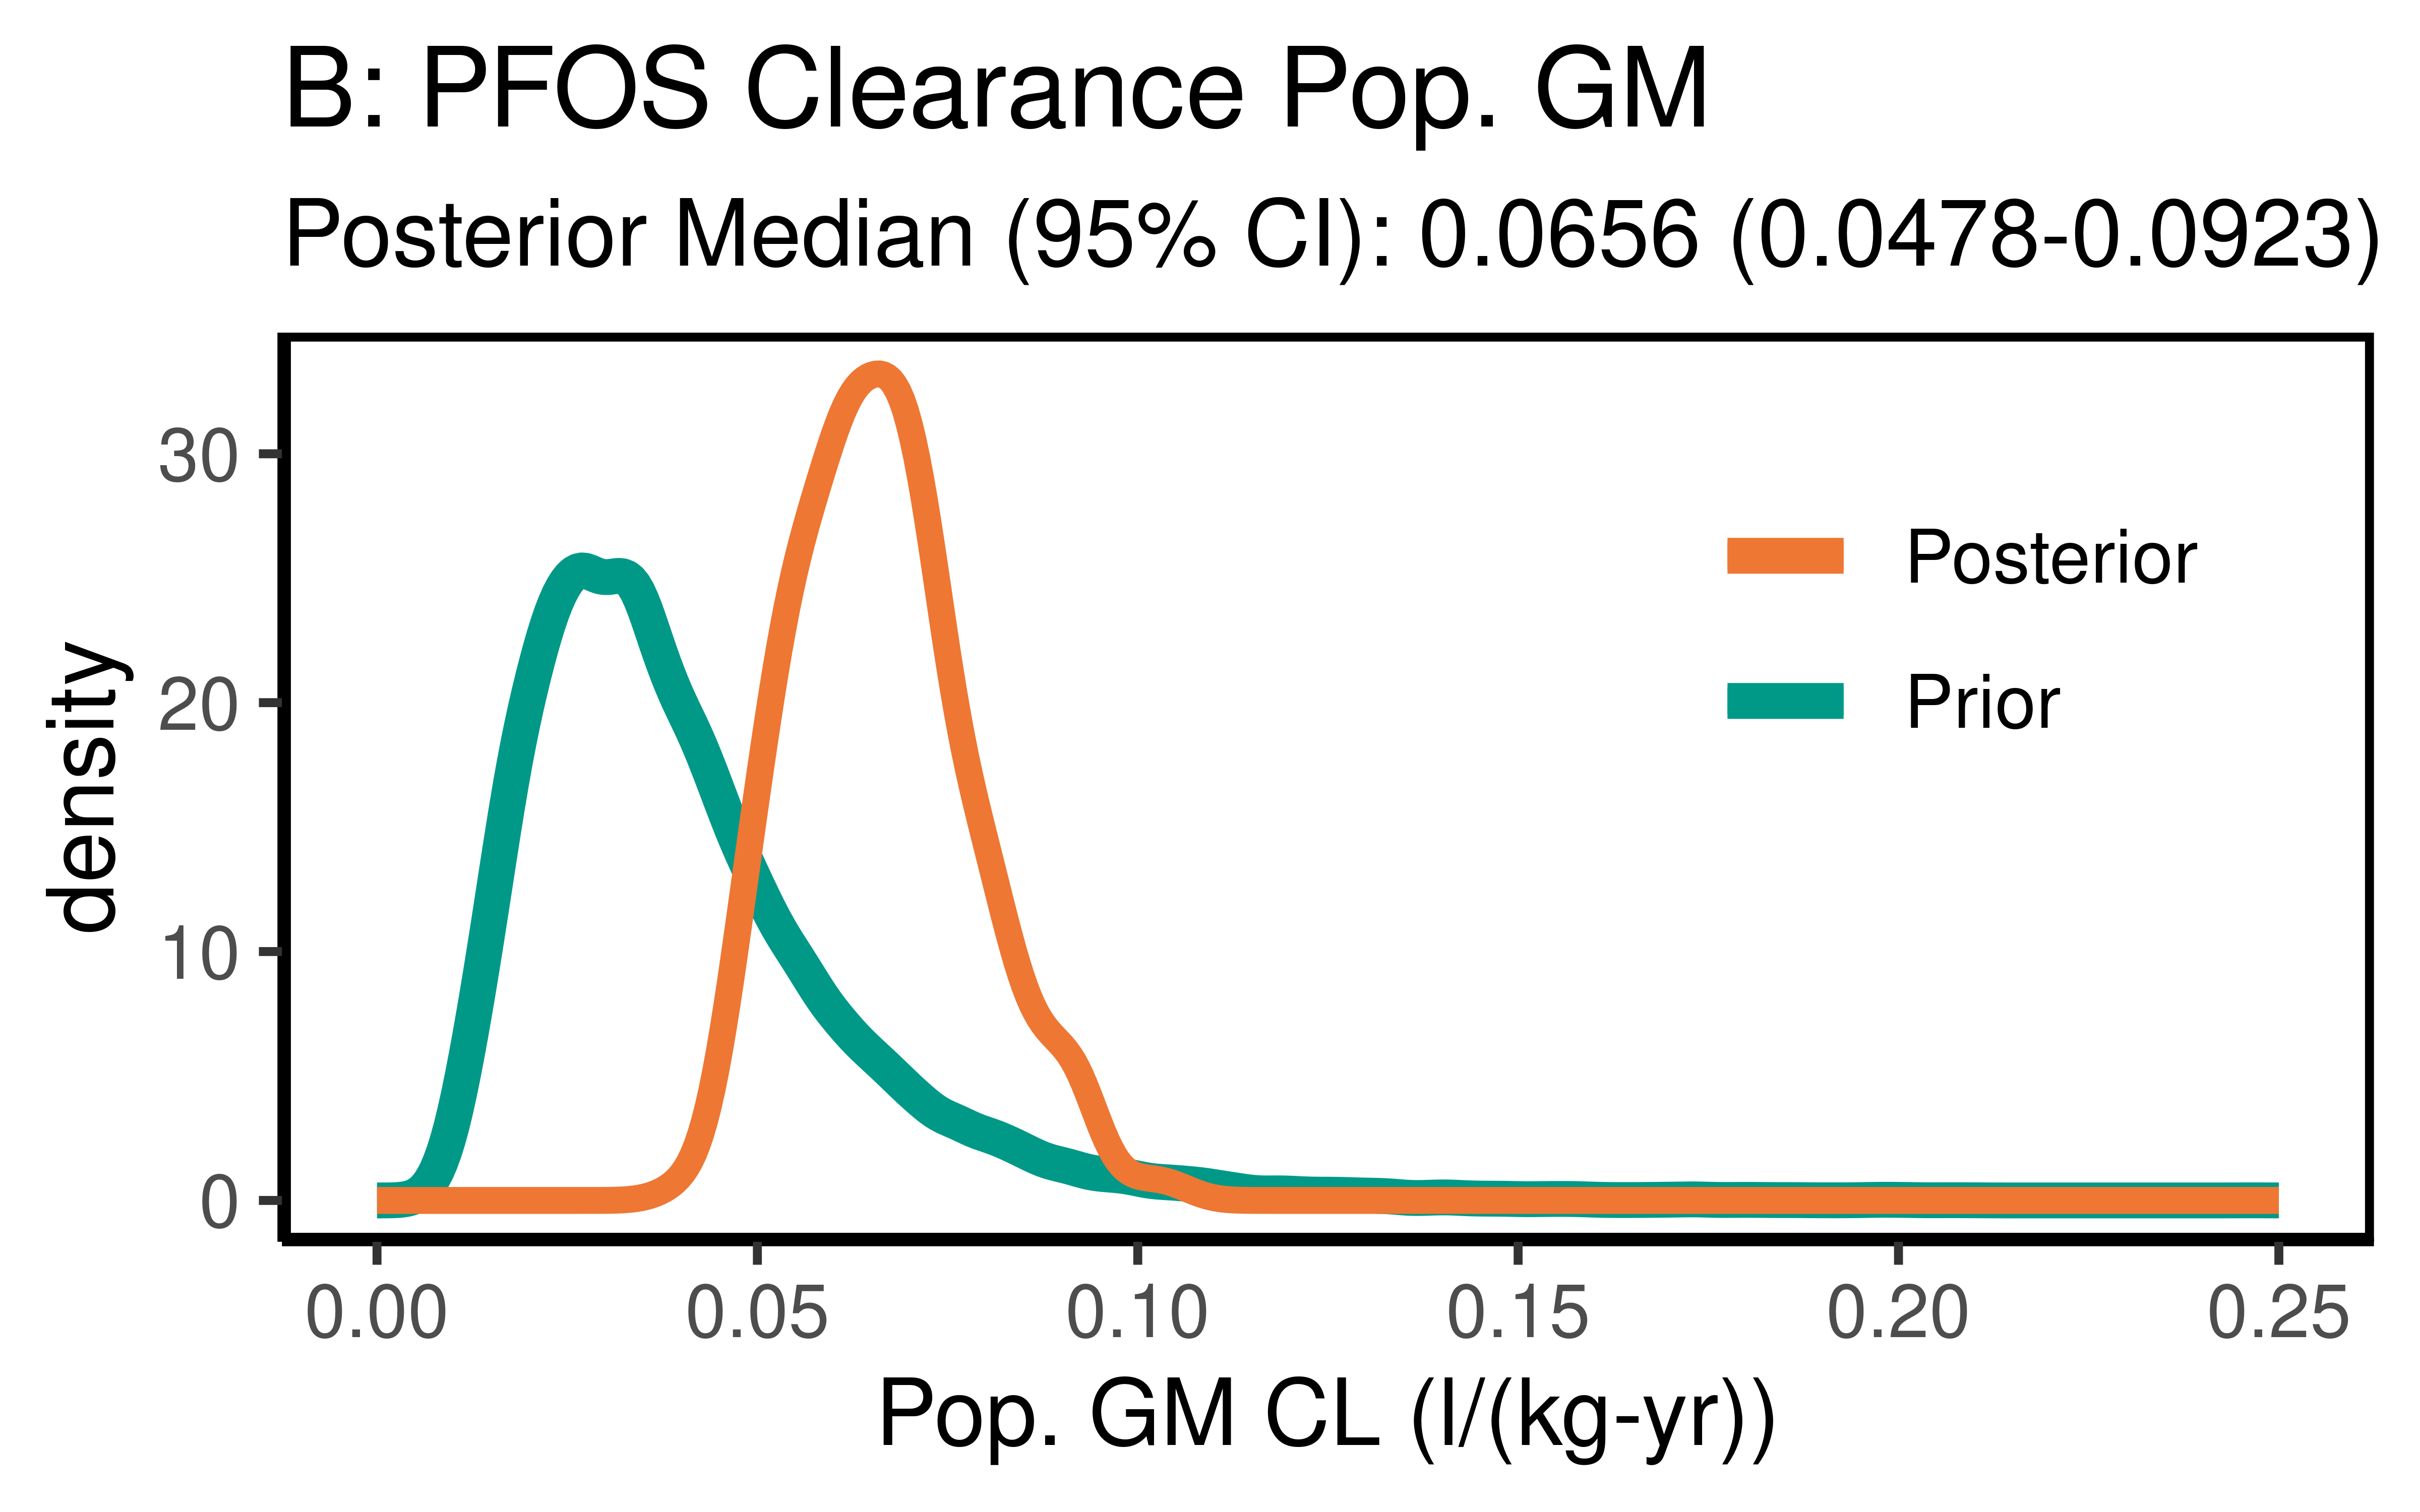 B: PFOS Clearance Pop. GM
Posterior Median (95% CI): 0.0656 (0.0478-0.0923)
30
20
10
0
density
Posterior
Prior
0.00 0.05 0.10 0.15 0.20 0.25
Pop. GM CL (l/(kg-yr))